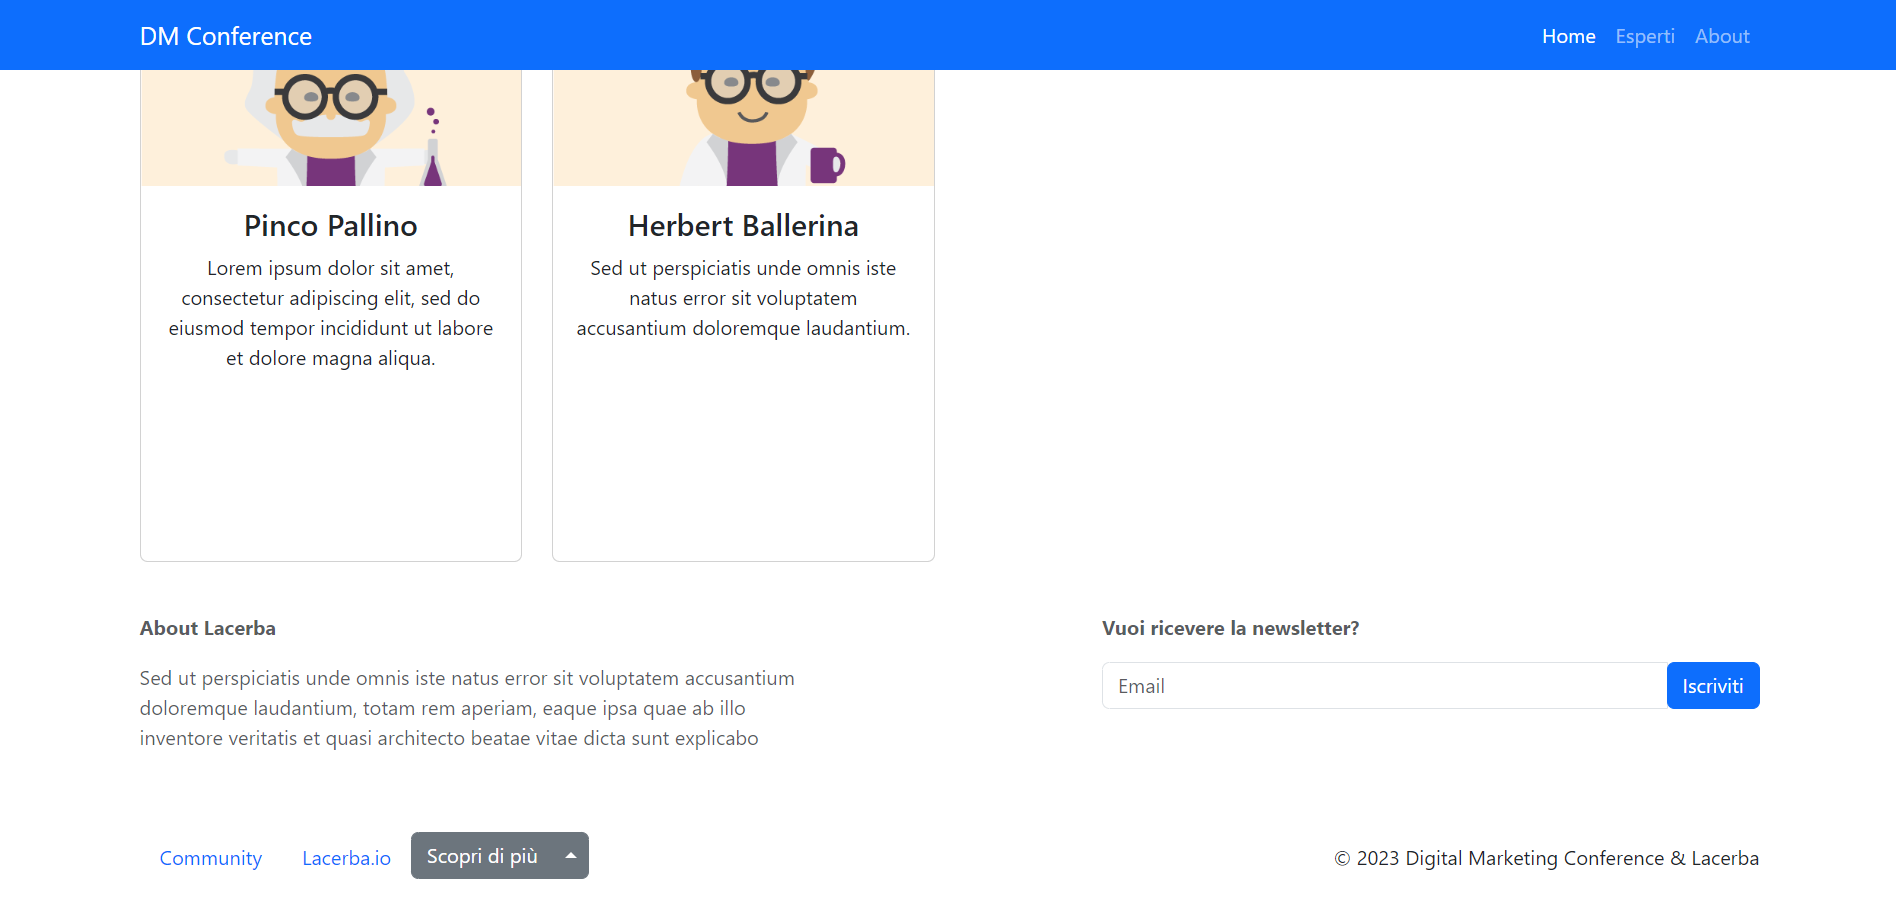 DM Conference
Home Esperti About
Pinco Pallino
Lorem ipsum dolor sit amet,
consectetur adipiscing elit, sed do
eiusmod tempor incididunt ut labore
et dolore magna aliqua.
Herbert Ballerina
Sed ut perspiciatis unde omnis iste
natus error sit voluptatem
accusantium doloremque laudantium.
About Lacerba
Sed ut perspiciatis unde omnis iste natus error sit voluptatem accusantium
doloremque laudantium, totam rem aperiam, eaque ipsa quae ab illo
inventore veritatis et quasi architecto beatae vitae dicta sunt explicabo
Vuoi ricevere la newsletter?
Email
Iscriviti
Community Lacerba.io Scopri di più
© 2023 Digital Marketing Conference & Lacerba